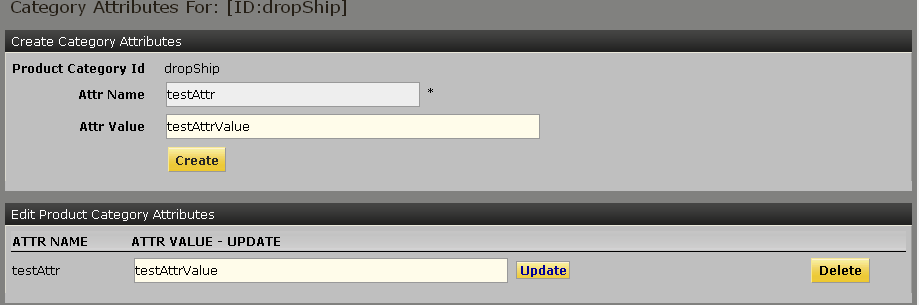 Category Attributes For: [ID:dropShip]
Create Category Attributes
Product Category Id dropShip
Attr Name testAttr *
Attr Value testAttrValue
Create
Edit Product Category Attributes
ATTR NAME ATTR VALUE - UPDATE
testAttr testAttrValue Update Delete